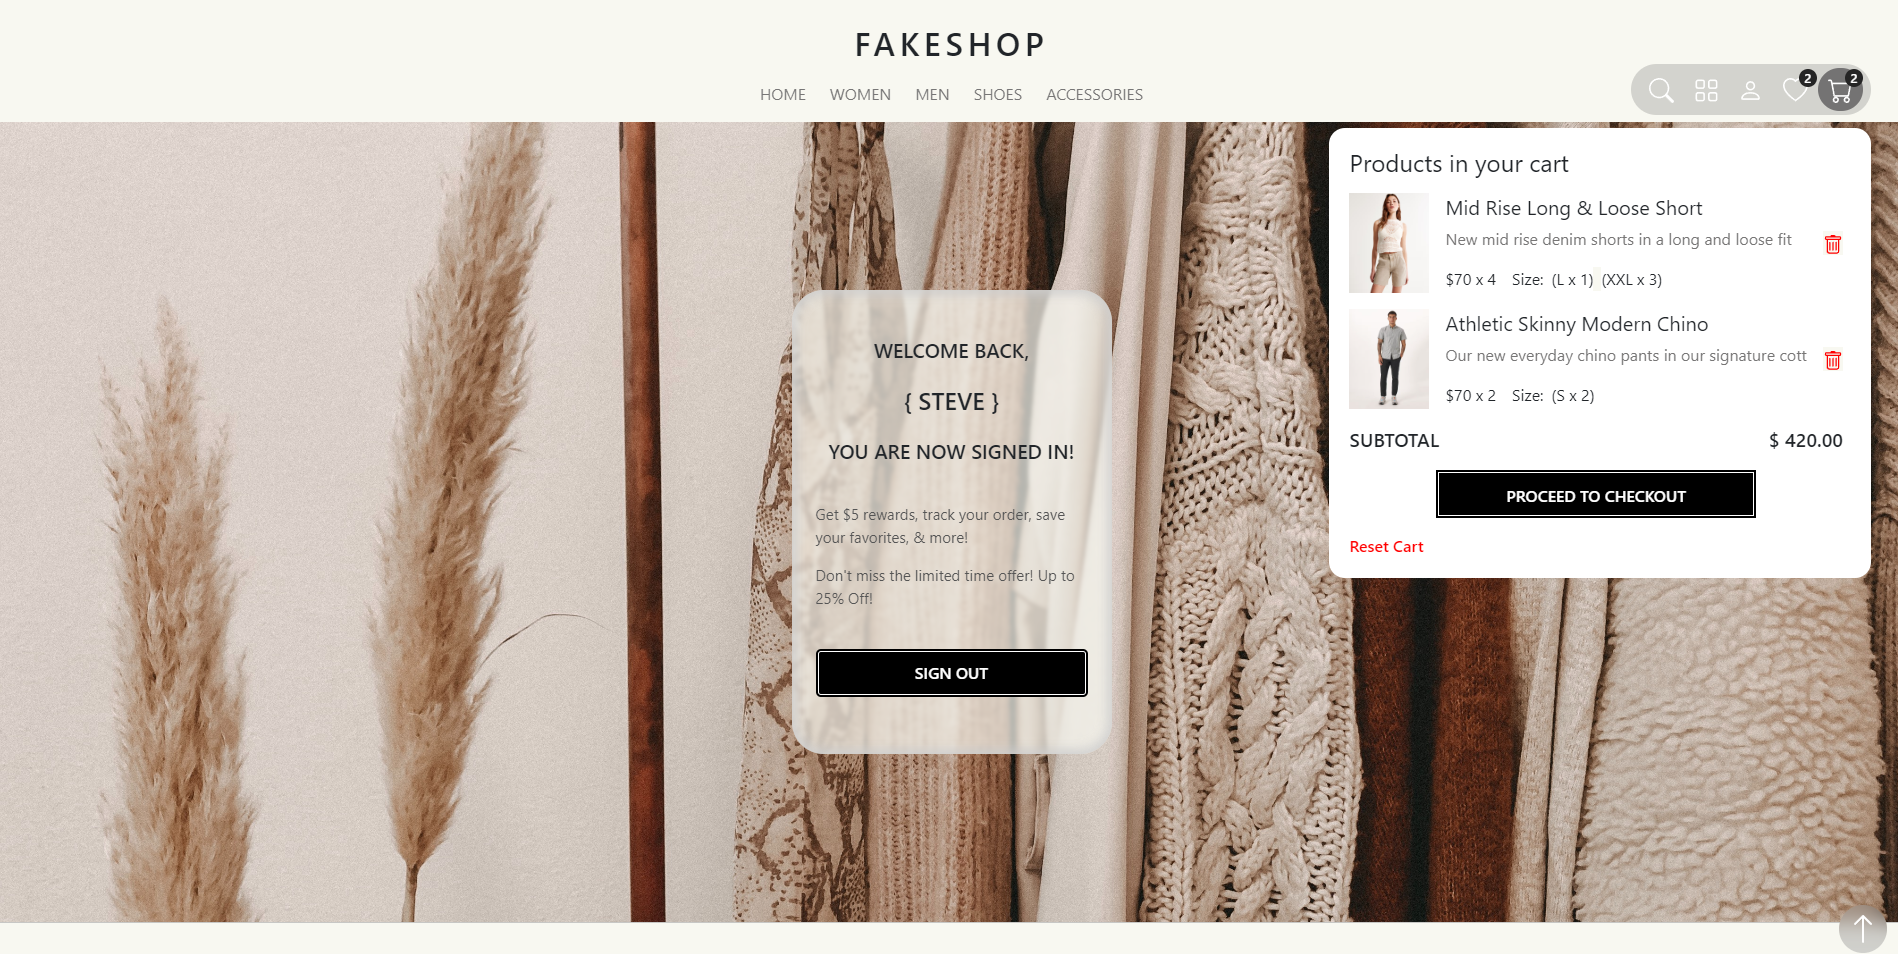 FAKESHOP
HOME WOMEN MEN SHOES ACCESSORIES
2 2
Products in your cart
Mid Rise Long & Loose Short
New mid rise denim shorts in a long and loose fit
$70 x 4 Size: (L x 1) (XXL x 3)
Athletic Skinny Modern Chino
Our new everyday chino pants in our signature cott
$70 x 2 Size: (S x 2)
SUBTOTAL $ 420.00
PROCEED TO CHECKOUT
Reset Cart
WELCOME BACK,
{ STEVE }
YOU ARE NOW SIGNED IN!
Get $5 rewards, track your order, save
your favorites, & more!
Don't miss the limited time offer! Up to
25% Off!
SIGN OUT